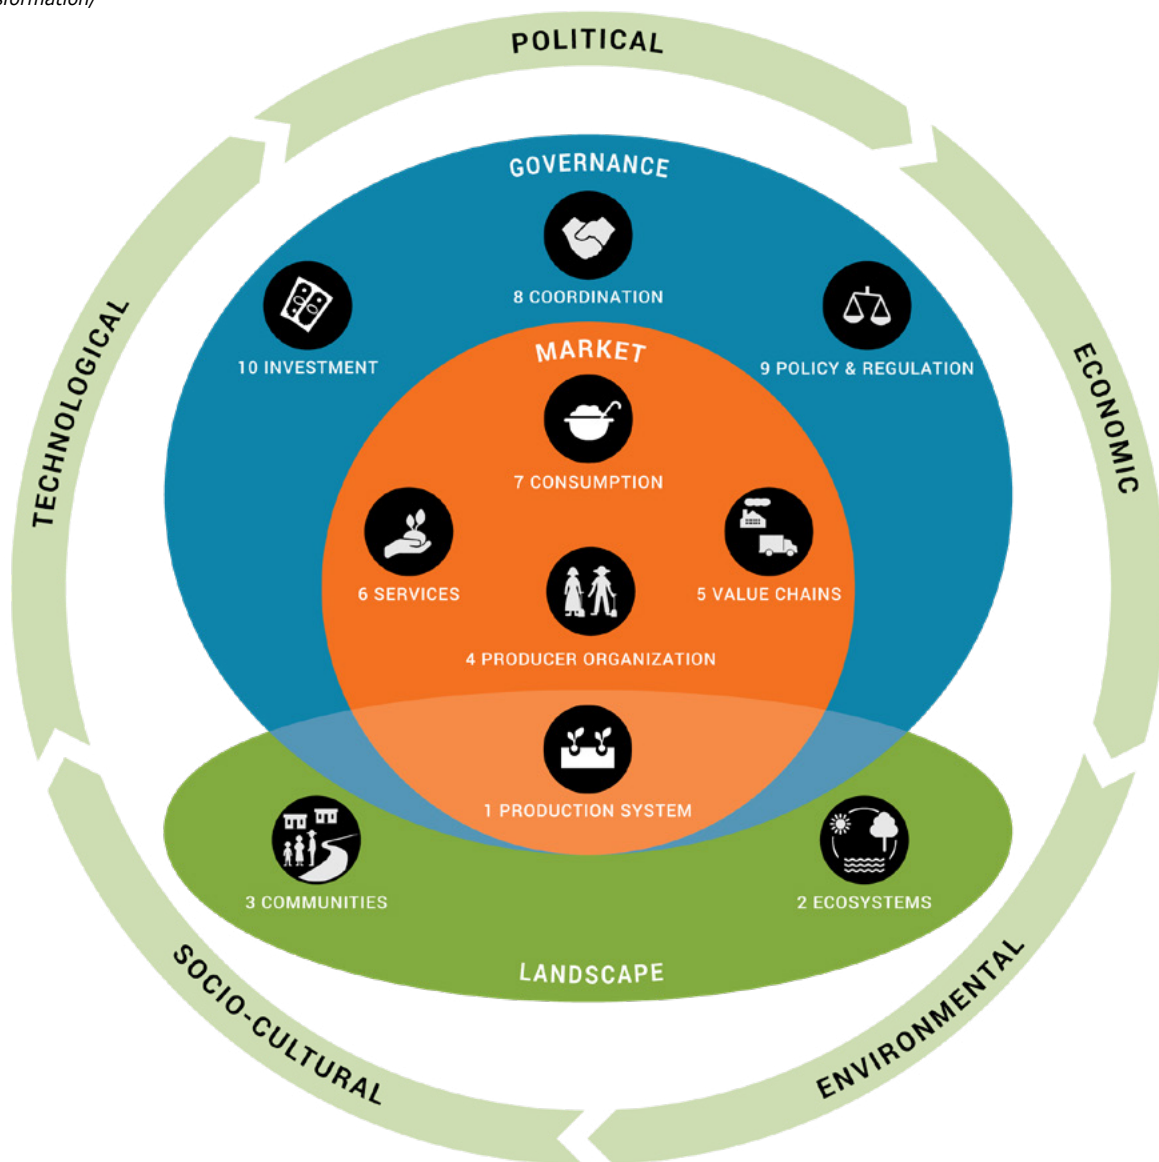 sformation/
POLITICAL
GOVERNANCE
8 COORDINATION
10 INVESTMENT
9 POLICY & REGULATION
MARKET
7 CONSUMPTION
TECHNOLOGICAL
ECONOMIC
6 SERVICES
5 VALUE CHAINS
4 PRODUCER ORGANIZATION
1 PRODUCTION SYSTEM
3 COMMUNITIES
2 ECOSYSTEMS
LANDSCAPE
SOCIO-CULTURAL
ENVIRONMENTAL